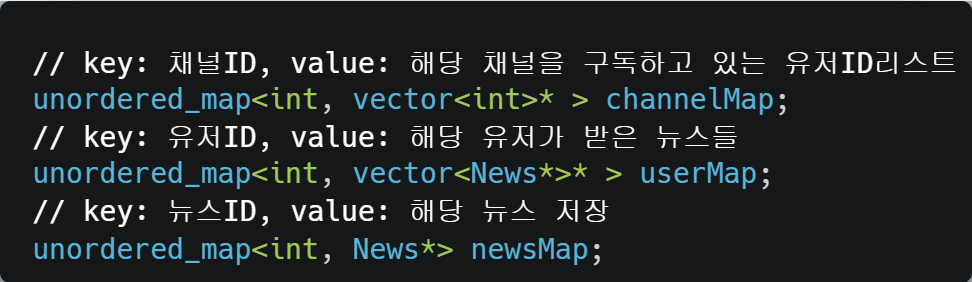 // key: 채널ID, value: 해당 채널을 구독하고 있는 유저ID리스트
unordered_map<int, vector<int>* > channelMap;
// key: 유저ID, value: 해당 유저가 받은 뉴스들
unordered_map<int, vector<News*>* > userMap;
// key: 뉴스ID, value: 해당 뉴스 저장
unordered_map<int, News*> newsMap;